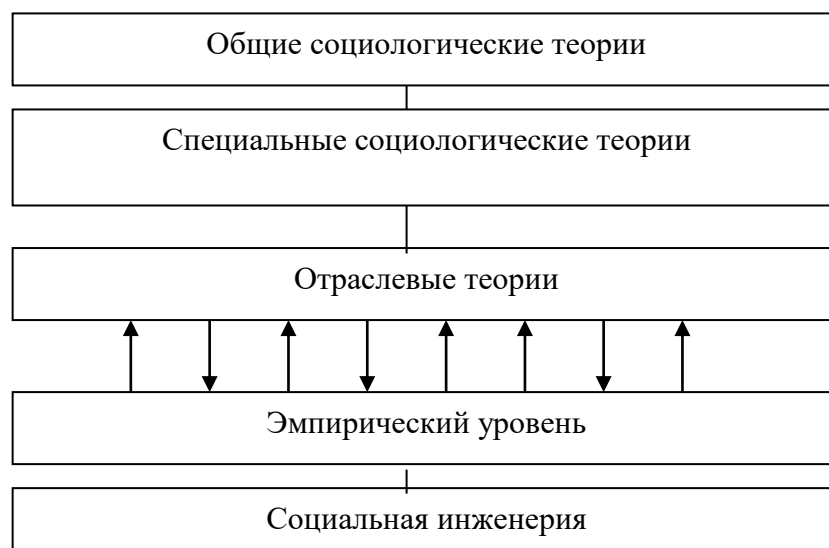 Общие социологические теории
Специальные социологические теории
Отраслевые теории
Эмпирический уровень
Социальная инженерия